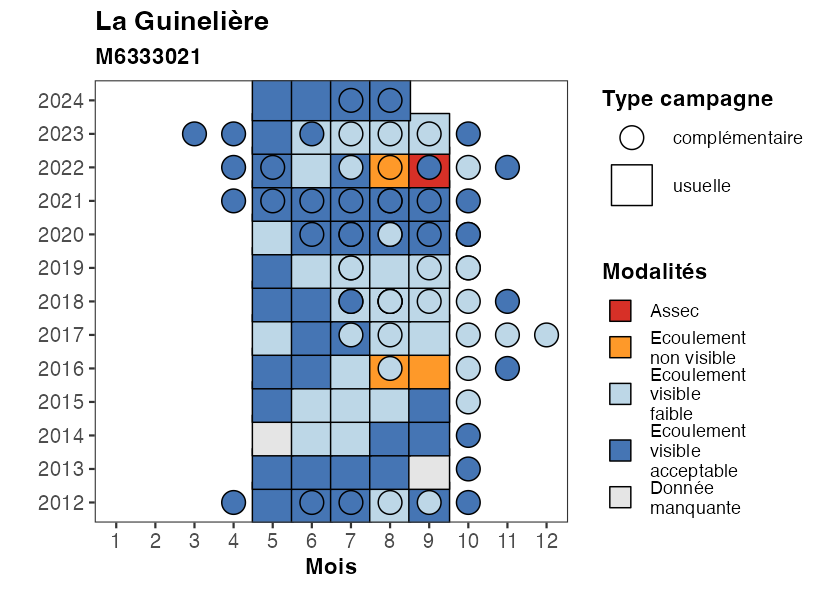 La Guinelière
M6333021
2024
2023
2022
2021
2020
2019
2018
2017
2016
2015
2014
2013
2012
1 2 3 4 5 6 7 8 9 10 11 12
Mois
Type campagne
complémentaire
usuelle
Modalités
Assec
Ecoulement
non visible
Ecoulement
visible
faible
Ecoulement
visible
acceptable
Donnée
manquante